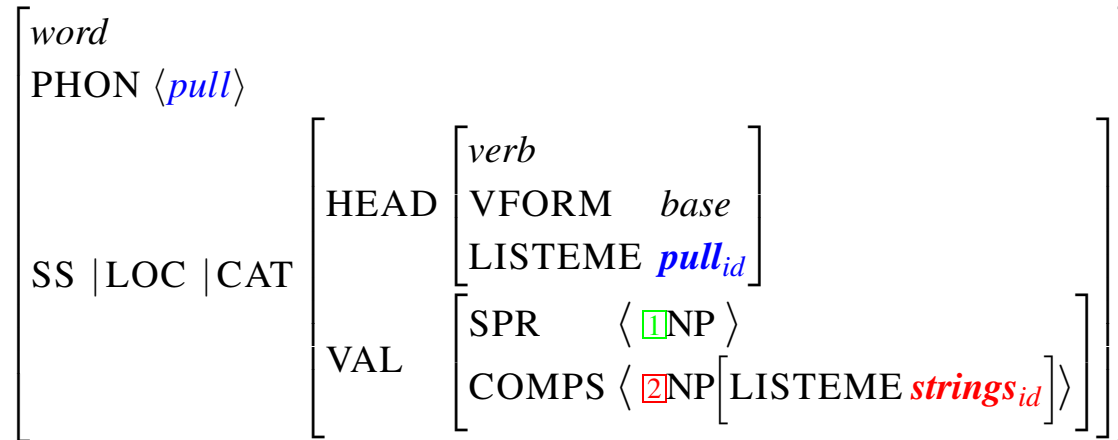 word
PHON ⟨pull⟩
verb
HEAD VFORM base
LISTEME pull_id
SS |LOC |CAT
SPR ⟨ 1 NP ⟩
VAL
COMPS ⟨ 2 NP[LISTEME strings_id]⟩